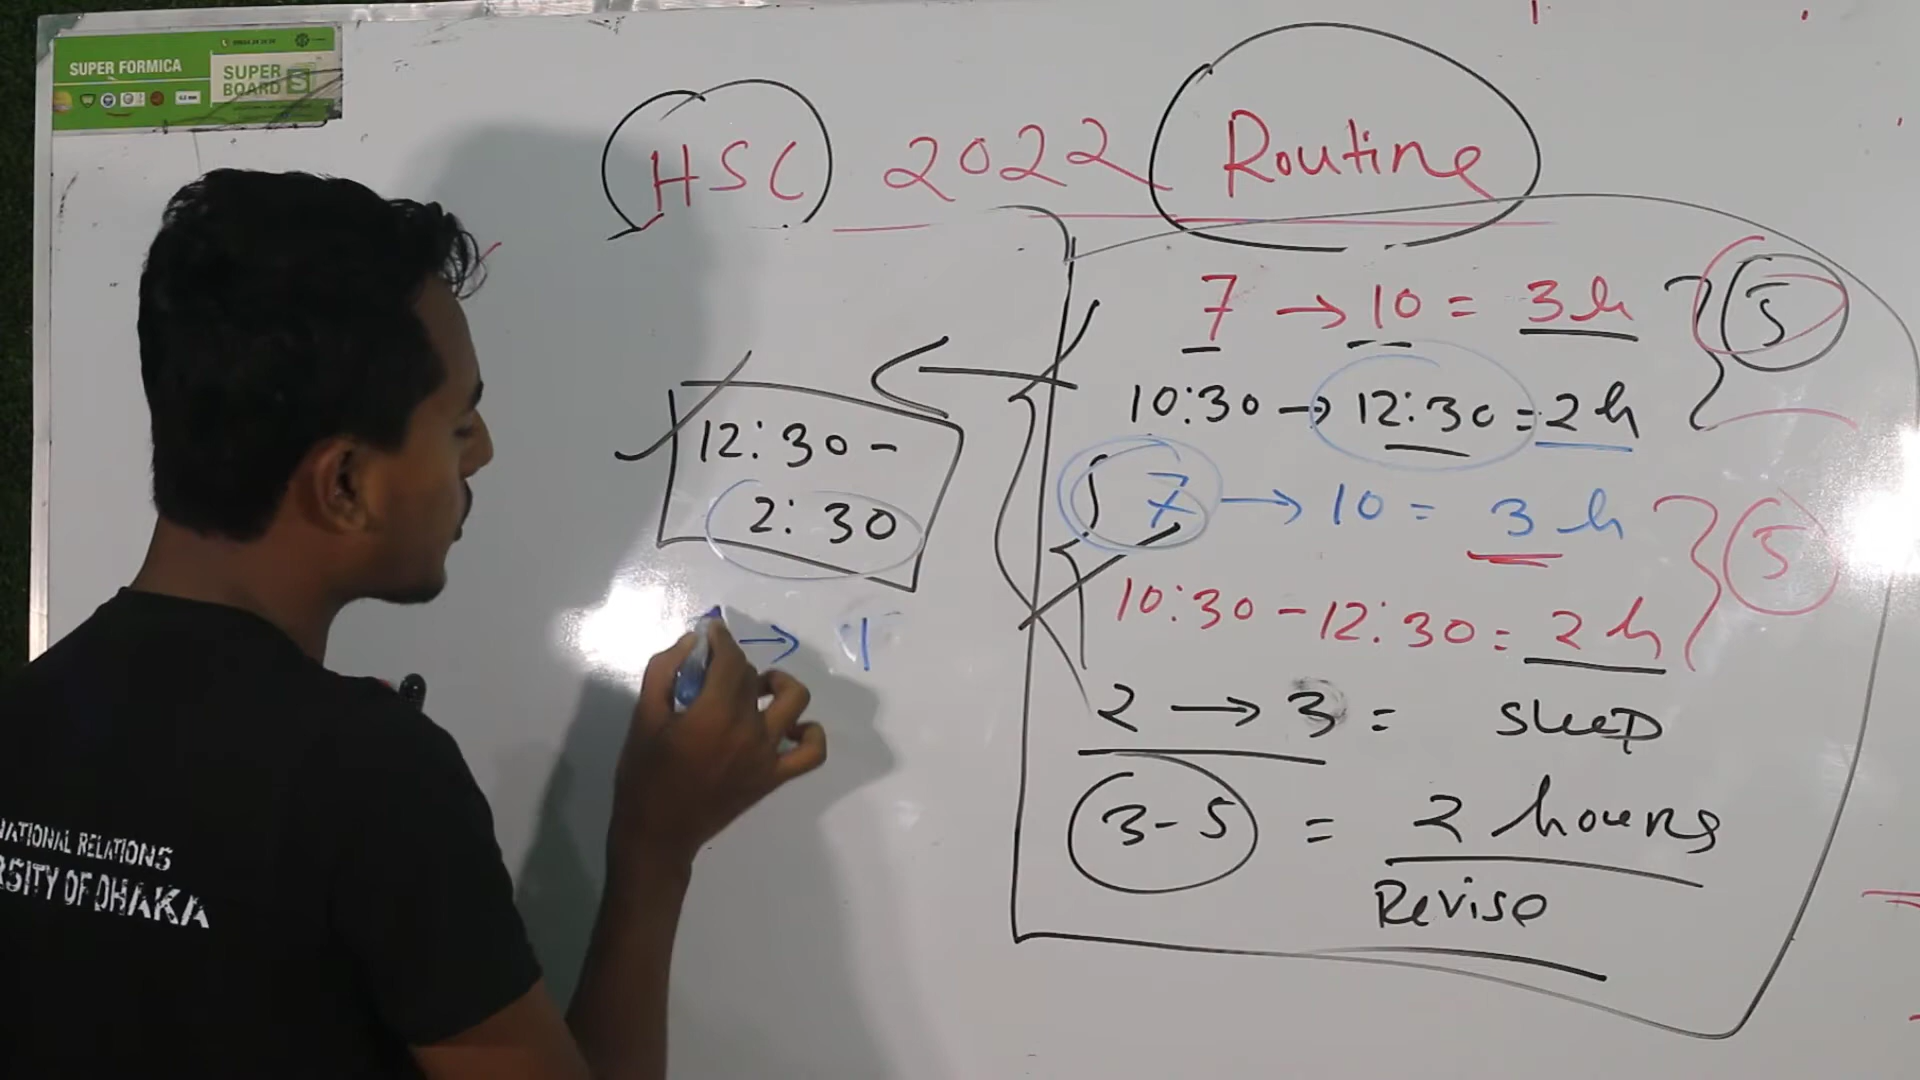 SUPER FORMICA
SUPER
BOARD
HSC 2022 Routine
7 → 10 = 3h
5
10:30 → 12:30 = 2h
12:30 -
2:30
7 → 10 = 3h
5
10:30 - 12:30 = 2h
→ 1
2 → 3 = sleep
3-5 = 2 hours
Revise
NATIONAL RELATIONS
RSITY OF DHAKA